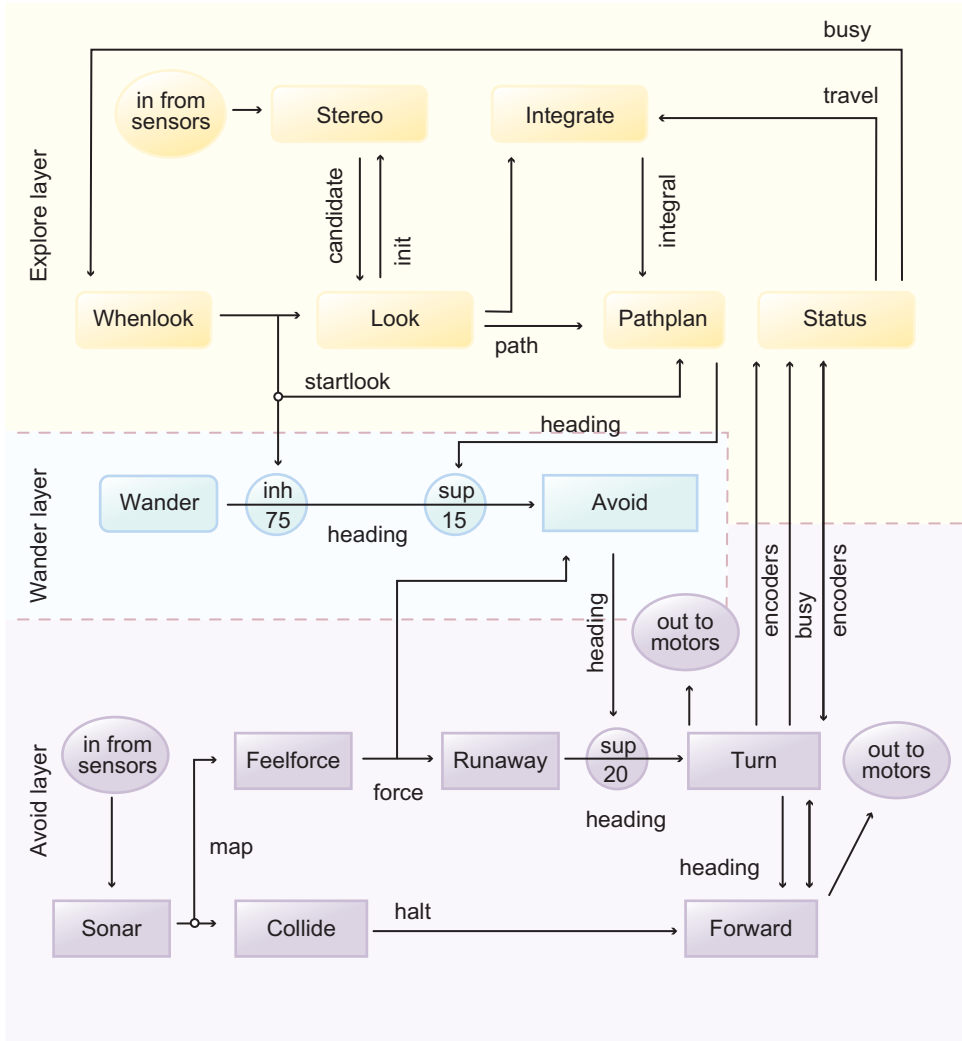 busy
in from
sensors
Stereo
Integrate
travel
Explore layer
candidate
init
integral
Whenlook
Look
path
Pathplan
Status
startlook
heading
Wander layer
Wander
inh
75
heading
sup
15
Avoid
heading
out to
motors
encoders
busy
encoders
Avoid layer
in from
sensors
Feelforce
force
Runaway
sup
20
heading
Turn
out to
motors
map
heading
Sonar
Collide
halt
Forward